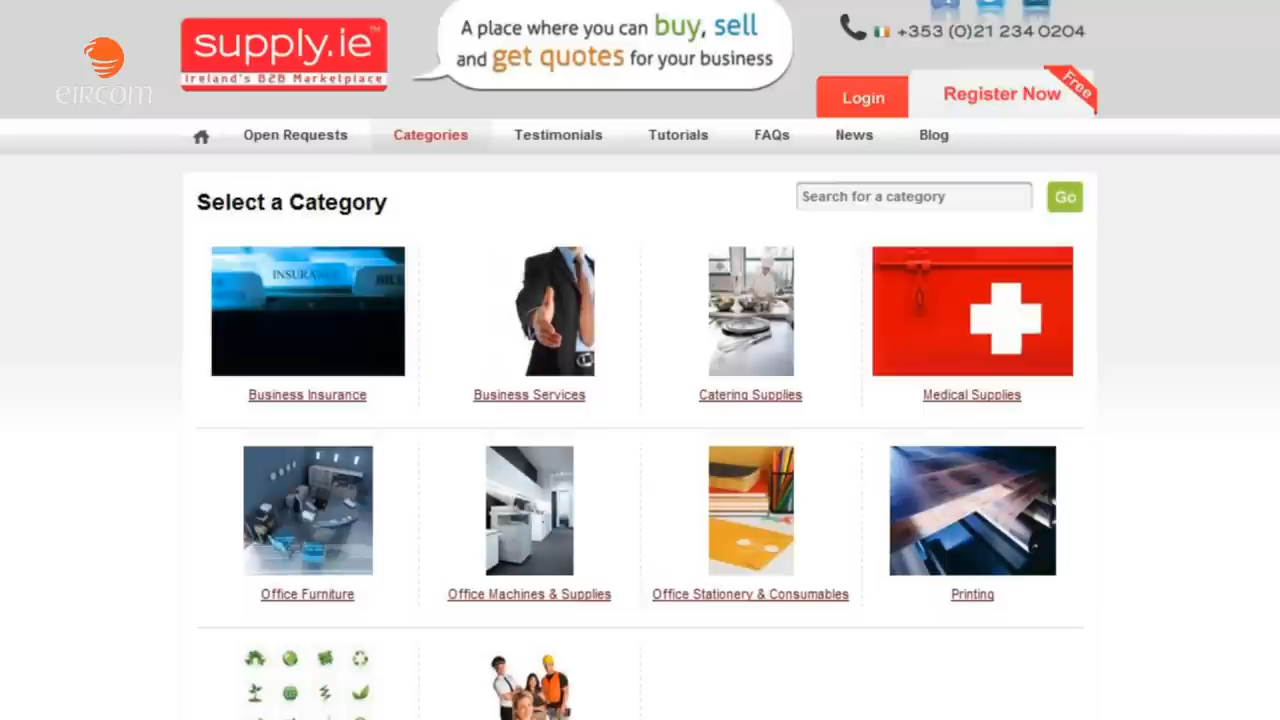 eircom
supply.ie
TM
Ireland's B2B Marketplace
A place where you can buy, sell
and get quotes for your business
+353 (0)21 234 0204
Login
Register Now
Free
Open Requests
Categories
Testimonials
Tutorials
FAQs
News
Blog
Select a Category
Search for a category
Go
INSURANCE
Business Insurance
Business Services
Catering Supplies
Medical Supplies
Office Furniture
Office Machines & Supplies
Office Stationery & Consumables
Printing